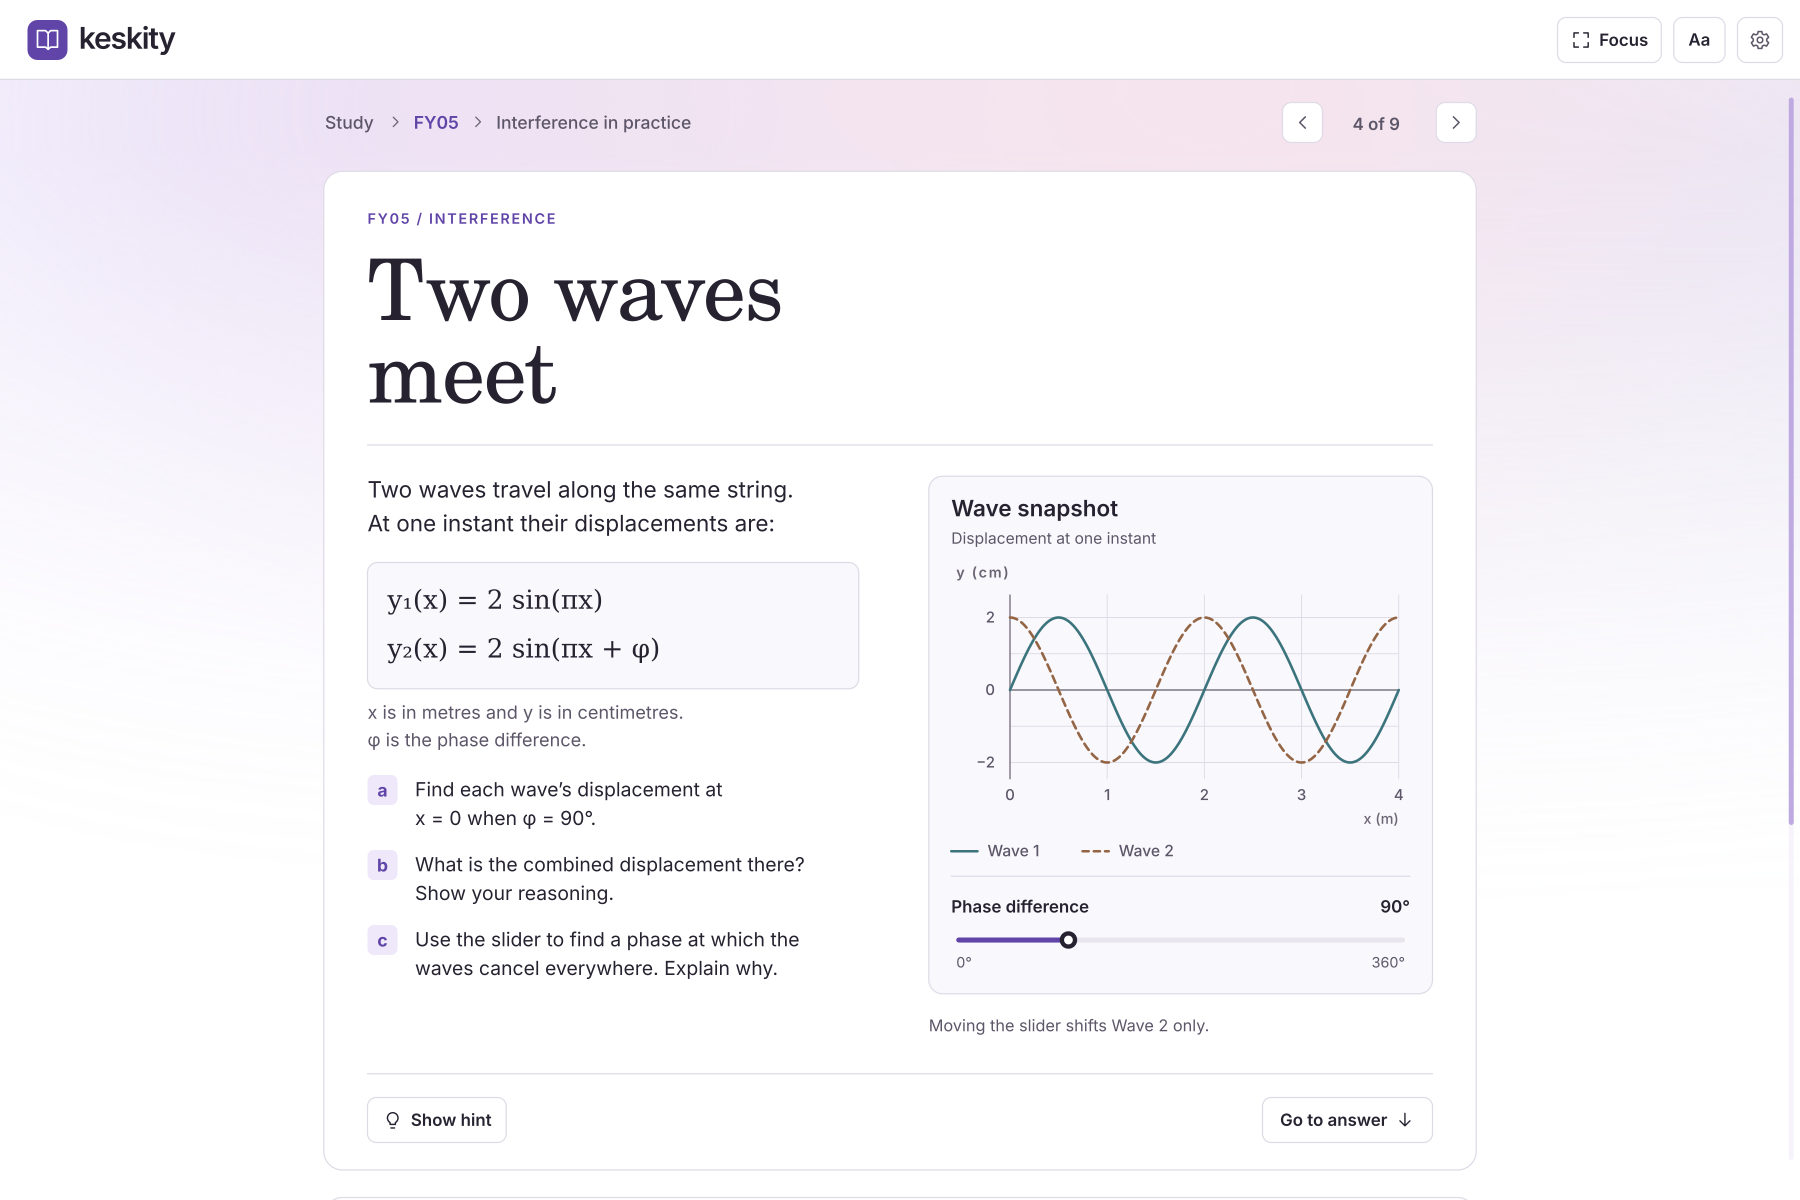 keskity
Focus
Aa
Study > FY05 > Interference in practice
4 of 9
FY05 / INTERFERENCE
Two waves
meet
Two waves travel along the same string.
At one instant their displacements are:
y₁(x) = 2 sin(πx)
y₂(x) = 2 sin(πx + φ)
x is in metres and y is in centimetres.
φ is the phase difference.
a Find each wave’s displacement at
x = 0 when φ = 90°.
b What is the combined displacement there?
Show your reasoning.
c Use the slider to find a phase at which the
waves cancel everywhere. Explain why.
Wave snapshot
Displacement at one instant
y (cm)
2
0
−2
0 1 2 3 4
x (m)
Wave 1 Wave 2
Phase difference 90°
0° 360°
Moving the slider shifts Wave 2 only.
Show hint
Go to answer ↓